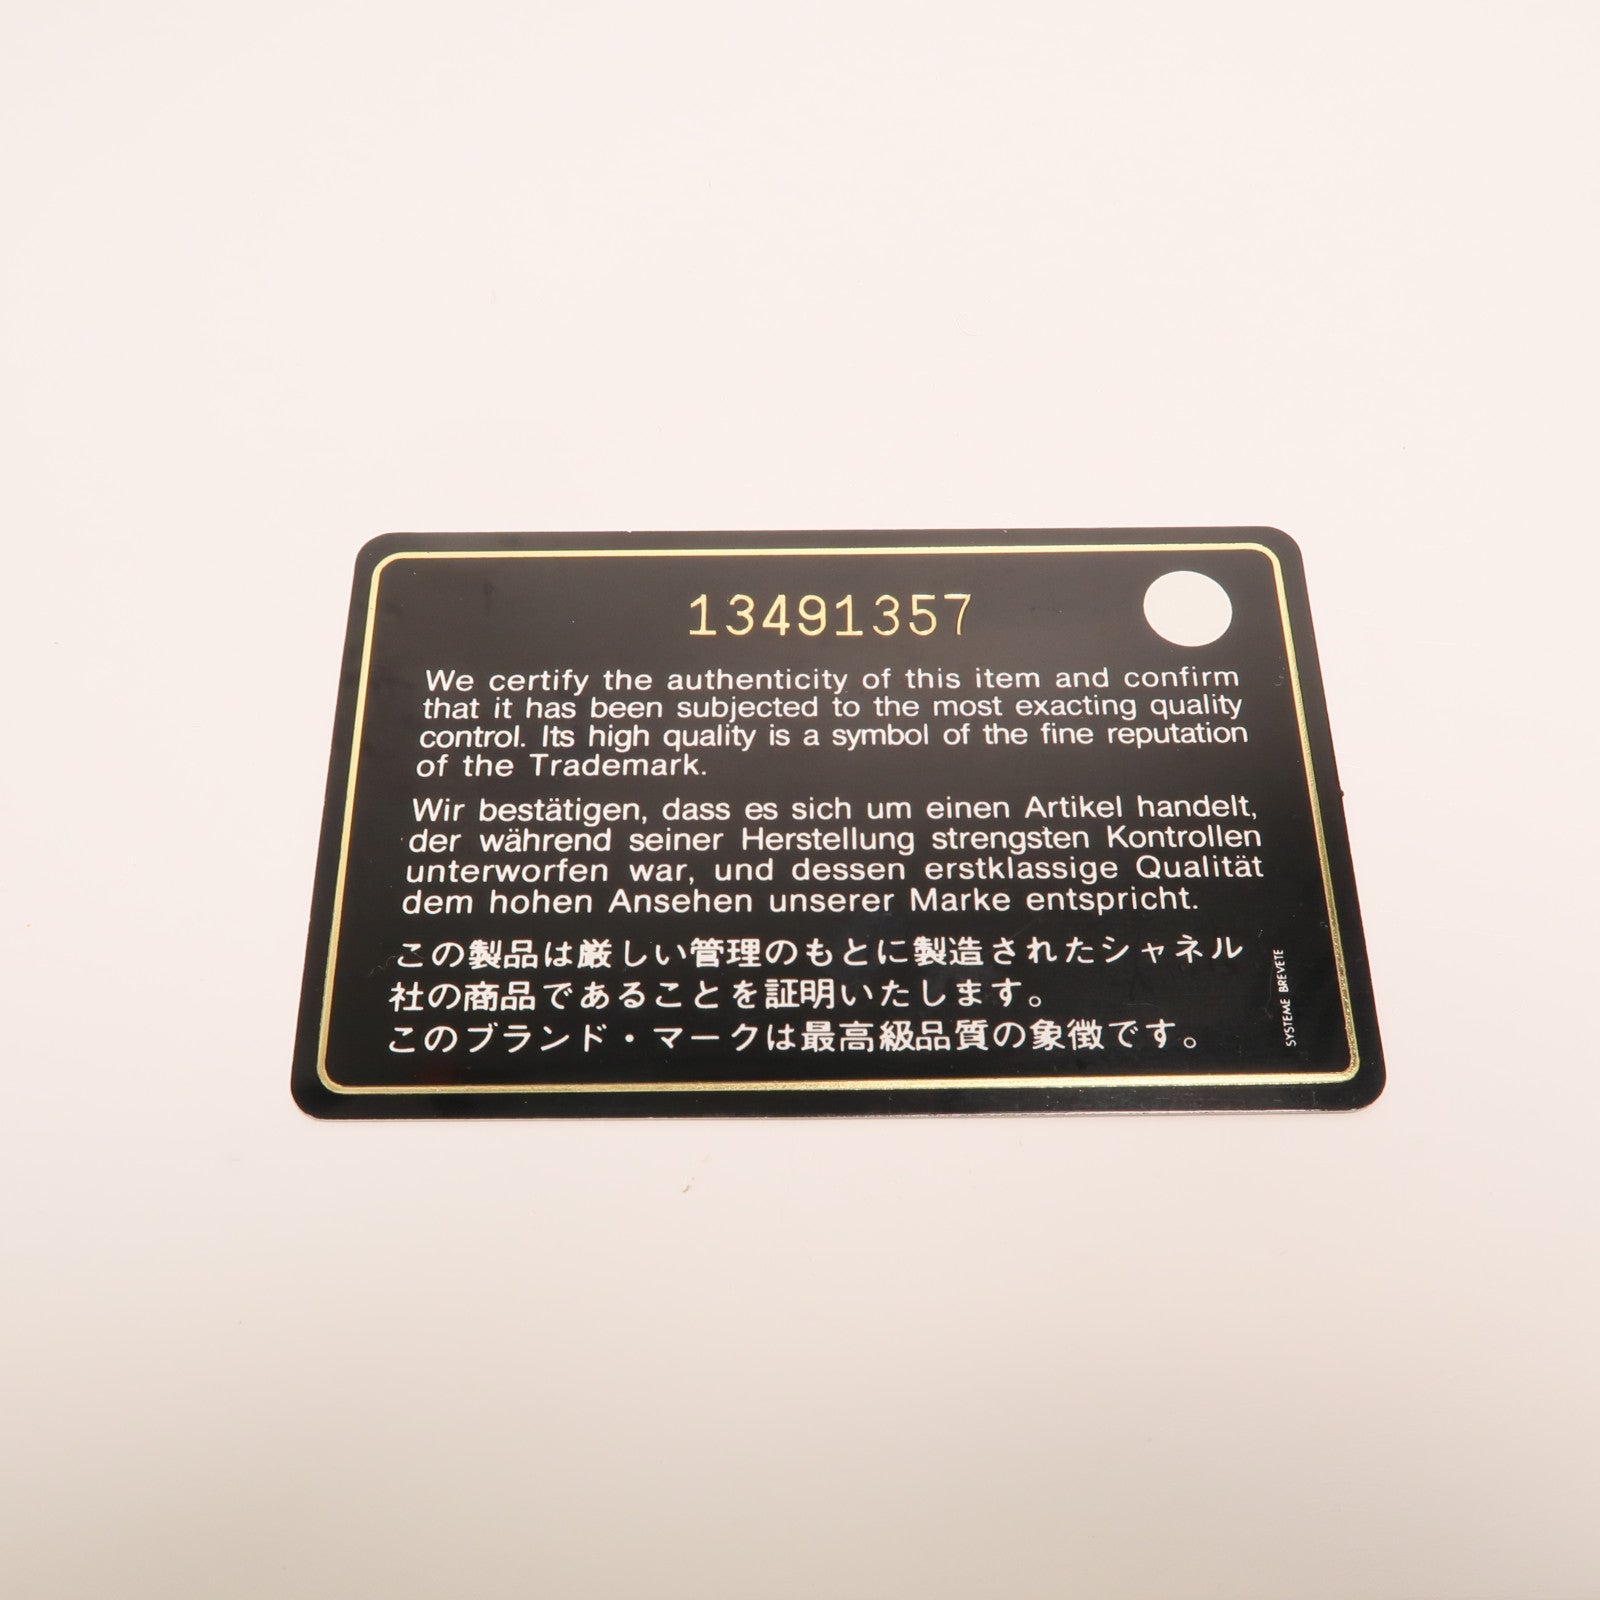 13491357
We certify the authenticity of this item and confirm
that it has been subjected to the most exacting quality
control. Its high quality is a symbol of the fine reputation
of the Trademark.
Wir bestätigen, dass es sich um einen Artikel handelt,
der während seiner Herstellung strengsten Kontrollen
unterworfen war, und dessen erstklassige Qualität
dem hohen Ansehen unserer Marke entspricht.
この製品は厳しい管理のもとに製造されたシャネル
社の商品であることを証明いたします。
このブランド・マークは最高級品質の象徴です。
SYSTEME BREVETE